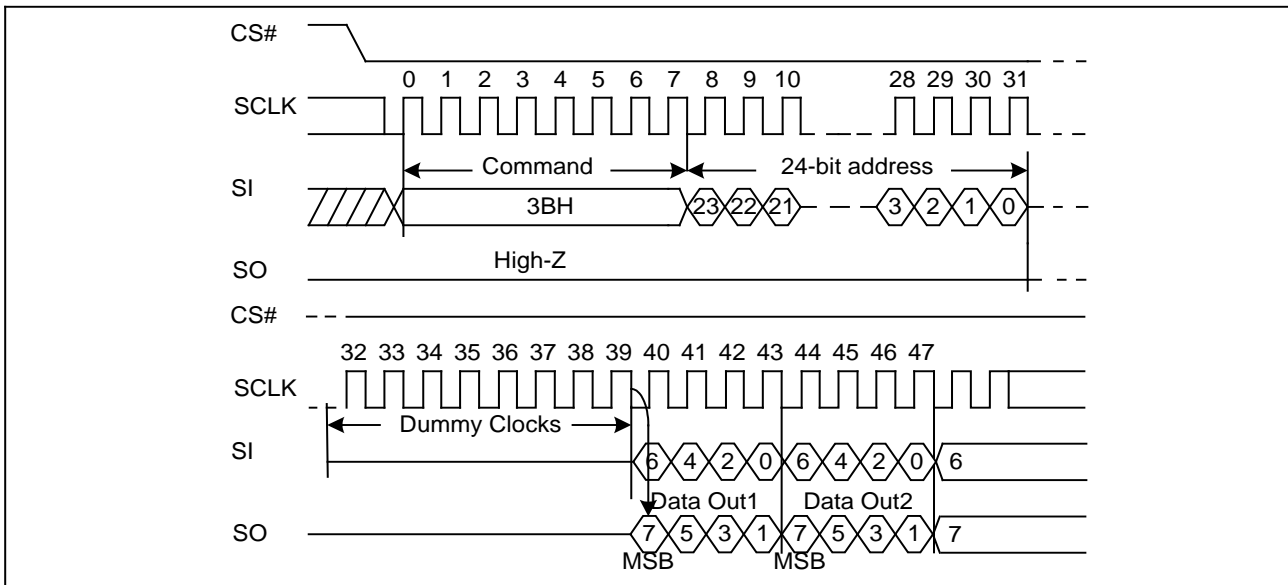 CS#
0 1 2 3 4 5 6 7 8 9 10 28 29 30 31
SCLK
Command 24-bit address
SI
3BH 23 22 21 3 2 1 0
High-Z
SO
CS#
32 33 34 35 36 37 38 39 40 41 42 43 44 45 46 47
SCLK
Dummy Clocks
SI
6 4 2 0 6 4 2 0 6
Data Out1 Data Out2
SO
7 5 3 1 7 5 3 1 7
MSB MSB